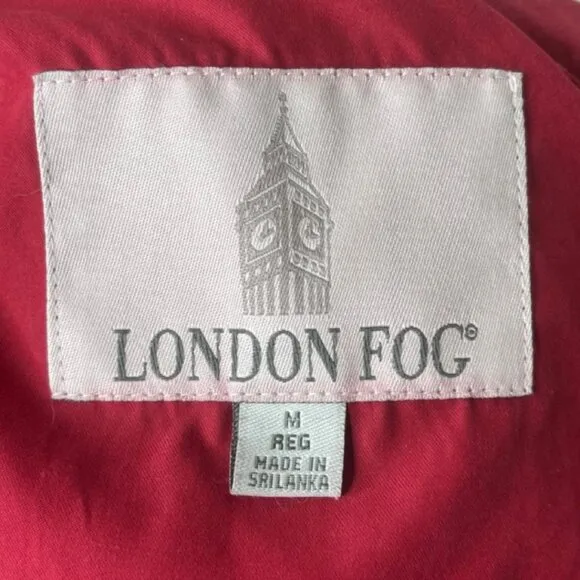 LONDON FOG®
M
REG
MADE IN
SRILANKA